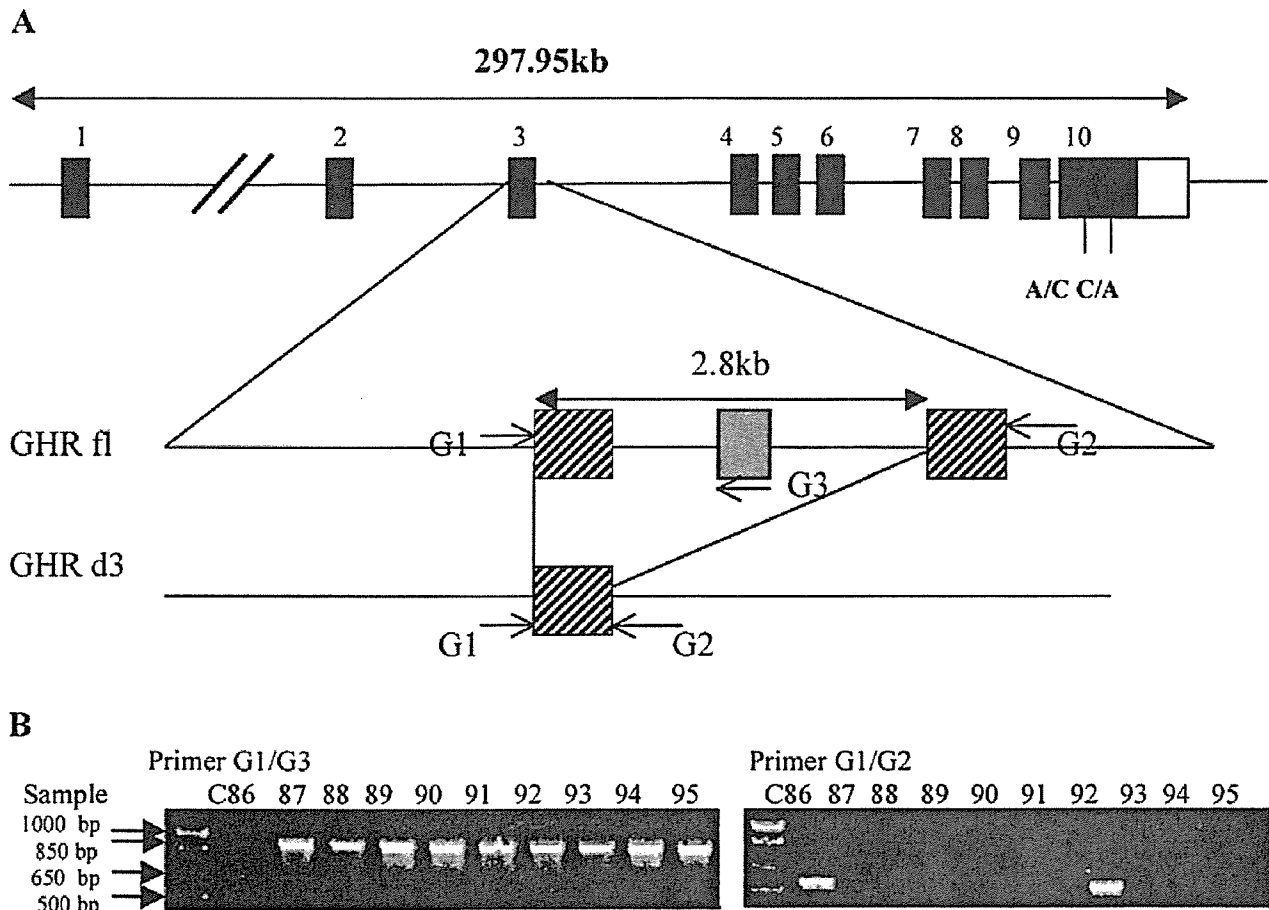 A
297.95kb
1 2 3 4 5 6 7 8 9 10
A/C C/A
2.8kb
GHR fl G1 G3 G2
GHR d3
G1 G2
B
Primer G1/G3 Primer G1/G2
Sample C86 87 88 89 90 91 92 93 94 95 C86 87 88 89 90 91 92 93 94 95
1000 bp
850 bp
650 bp
500 bp